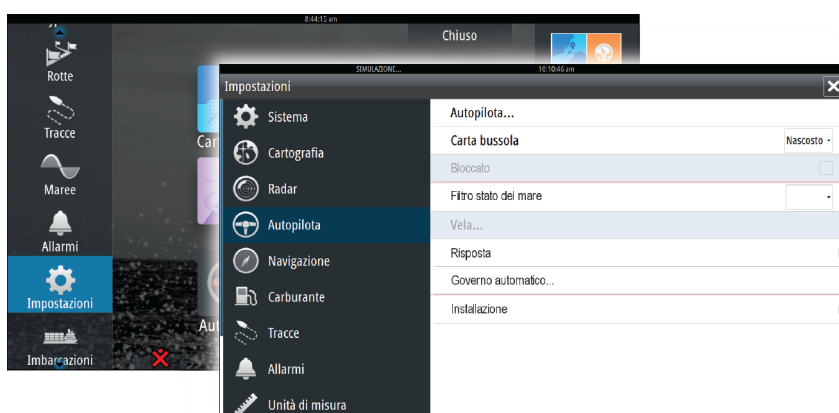 8:44:15 am
Chiuso
Rotte
Tracce
Maree
Allarmi
Impostazioni
Imbarcazioni
Car
Aut
SIMULAZIONE...
10:10:46 am
Impostazioni
Sistema
Cartografia
Radar
Autopilota
Navigazione
Carburante
Tracce
Allarmi
Unità di misura
Autopilota...
Carta bussola
Nascosto
Bloccato
Filtro stato del mare
Vela...
Risposta
Governo automatico...
Installazione